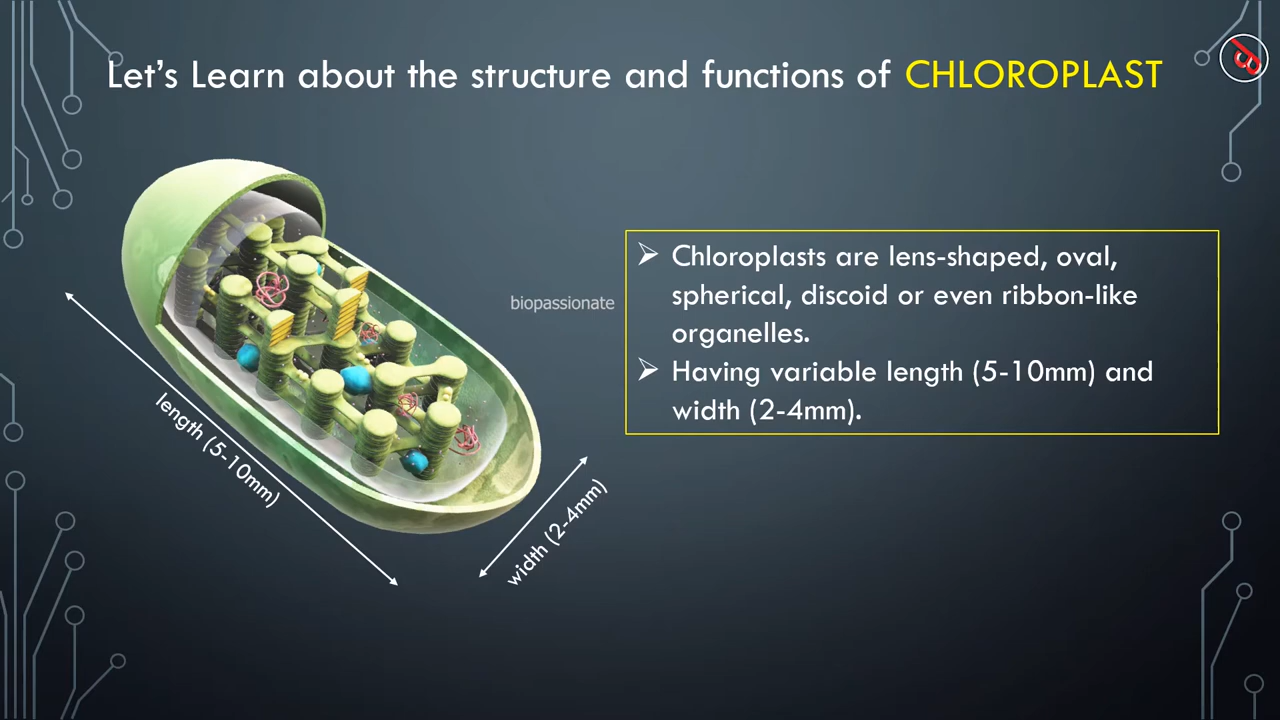 Let's Learn about the structure and functions of CHLOROPLAST
biopassionate
➢ Chloroplasts are lens-shaped, oval,
spherical, discoid or even ribbon-like
organelles.
➢ Having variable length (5-10mm) and
width (2-4mm).
length (5-10mm)
width (2-4mm)